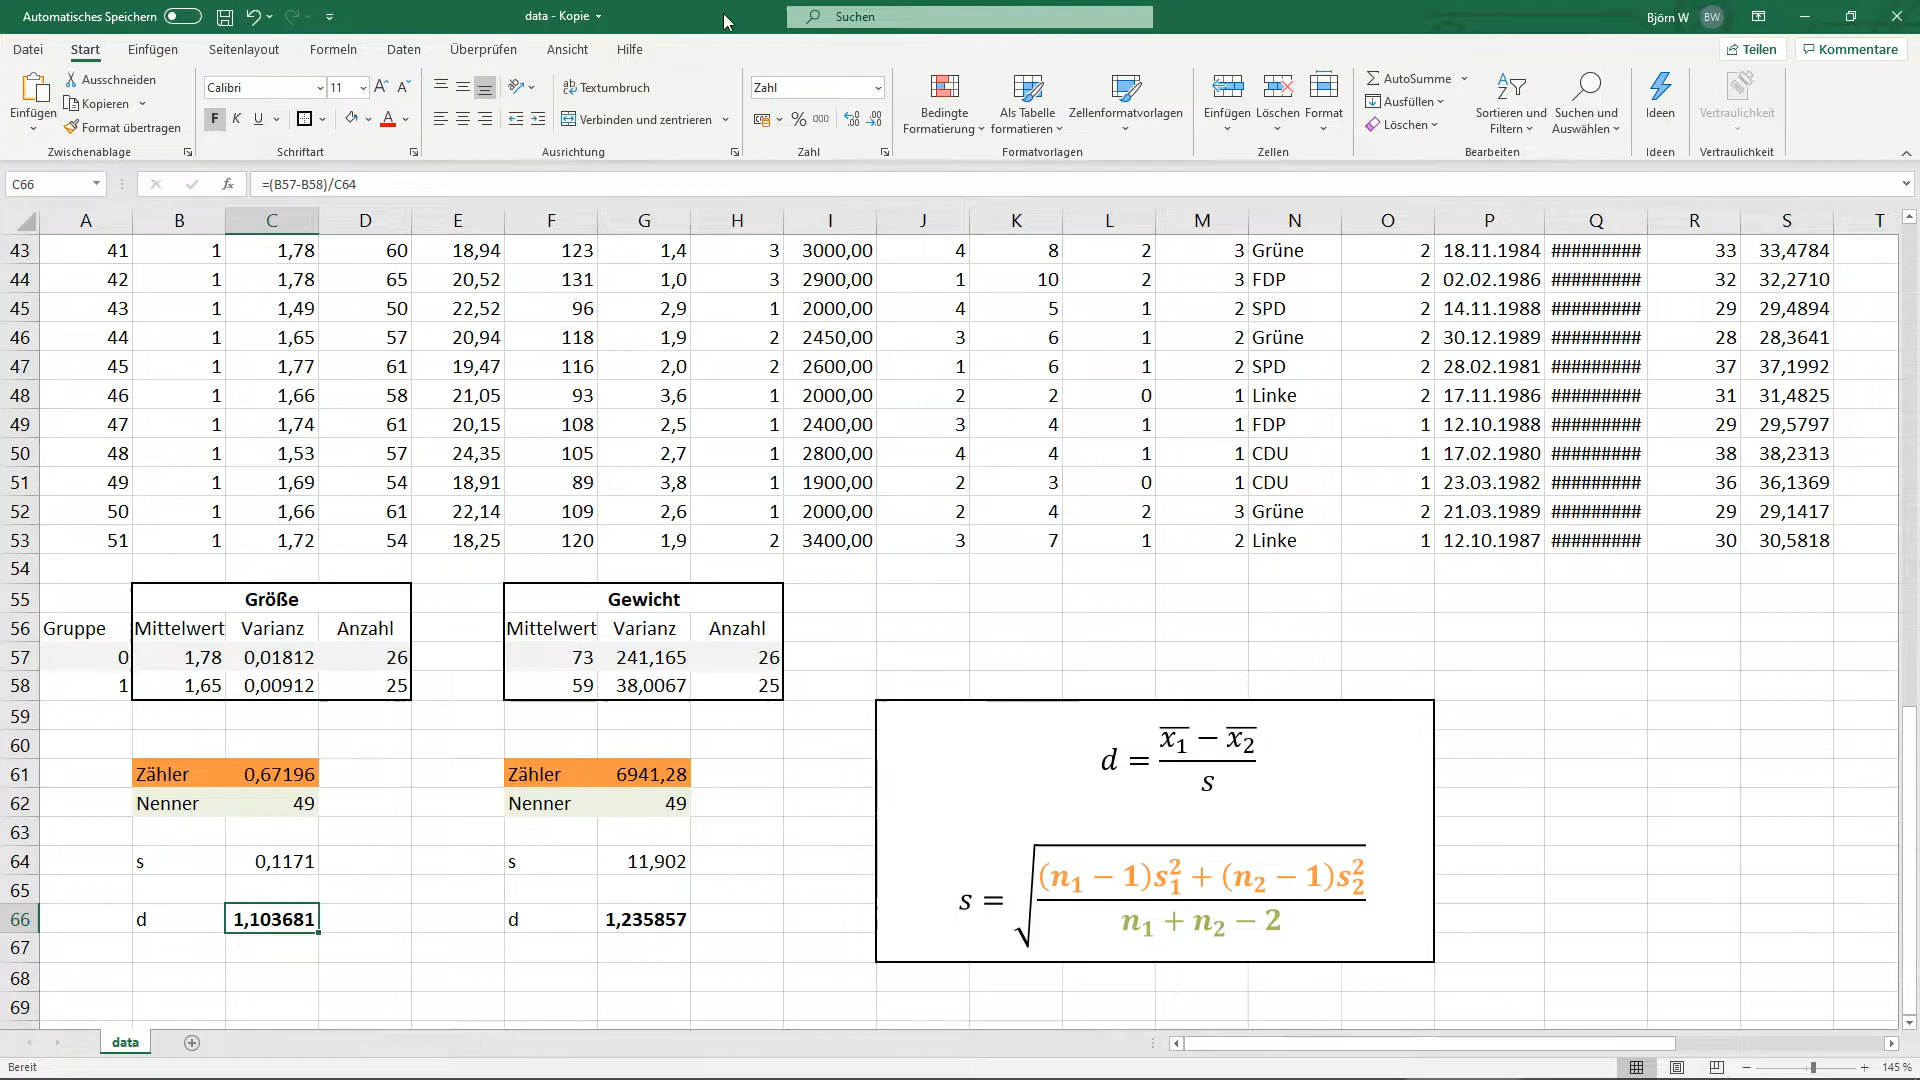 Automatisches Speichern data - Kopie Suchen Björn W BW
Datei Start Einfügen Seitenlayout Formeln Daten Überprüfen Ansicht Hilfe Teilen Kommentare
Einfügen
Ausschneiden
Kopieren
Format übertragen
Zwischenablage
Calibri 11
F K U
Schriftart
Textumbruch
Verbinden und zentrieren
Ausrichtung
Zahl
% 000
Zahl
Bedingte Formatierung
Als Tabelle formatieren
Zellenformatvorlagen
Formatvorlagen
Einfügen Löschen Format
Zellen
AutoSumme
Ausfüllen
Löschen
Sortieren und Filtern
Suchen und Auswählen
Bearbeiten
Ideen
Ideen
Vertraulichkeit
Vertraulichkeit
C66 fx =(B57-B58)/C64
A B C D E F G H I J K L M N O P Q R S T
43 41 1 1,78 60 18,94 123 1,4 3 3000,00 4 8 2 3 Grüne 2 18.11.1984 ######### 33 33,4784
44 42 1 1,78 65 20,52 131 1,0 3 2900,00 1 10 2 3 FDP 2 02.02.1986 ######### 32 32,2710
45 43 1 1,49 50 22,52 96 2,9 1 2000,00 4 5 1 2 SPD 2 14.11.1988 ######### 29 29,4894
46 44 1 1,65 57 20,94 118 1,9 2 2450,00 3 6 1 2 Grüne 2 30.12.1989 ######### 28 28,3641
47 45 1 1,77 61 19,47 116 2,0 2 2600,00 1 6 1 2 SPD 2 28.02.1981 ######### 37 37,1992
48 46 1 1,66 58 21,05 93 3,6 1 2000,00 2 2 0 1 Linke 2 17.11.1986 ######### 31 31,4825
49 47 1 1,74 61 20,15 108 2,5 1 2400,00 3 4 1 1 FDP 1 12.10.1988 ######### 29 29,5797
50 48 1 1,53 57 24,35 105 2,7 1 2800,00 4 4 1 1 CDU 1 17.02.1980 ######### 38 38,2313
51 49 1 1,69 54 18,91 89 3,8 1 1900,00 2 3 0 1 CDU 1 23.03.1982 ######### 36 36,1369
52 50 1 1,66 61 22,14 109 2,6 1 2000,00 2 4 2 3 Grüne 2 21.03.1989 ######### 29 29,1417
53 51 1 1,72 54 18,25 120 1,9 2 3400,00 3 7 1 2 Linke 1 12.10.1987 ######### 30 30,5818
54
55 Größe Gewicht
56 Gruppe Mittelwert Varianz Anzahl Mittelwert Varianz Anzahl
57 0 1,78 0,01812 26 73 241,165 26
58 1 1,65 0,00912 25 59 38,0067 25
59
60
61 Zähler 0,67196 Zähler 6941,28
62 Nenner 49 Nenner 49
63
64 s 0,1171 s 11,902
65
66 d 1,103681 d 1,235857
67
68
69
d = (x̅₁ − x̅₂) / s
s = √(((n₁ − 1)s₁² + (n₂ − 1)s₂²) / (n₁ + n₂ − 2))
data
Bereit 145 %